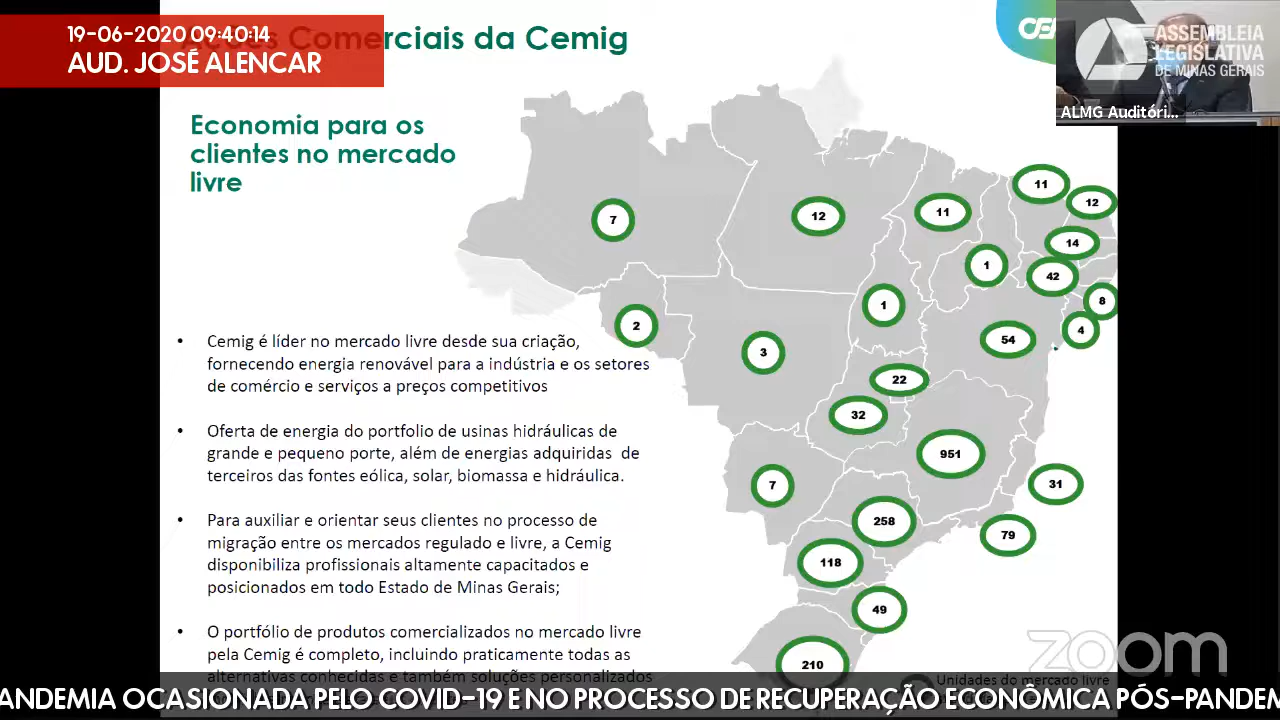 19-06-2020 09:40:14
AUD. JOSÉ ALENCAR
Comerciais da Cemig
ASSEMBLEIA
LEGISLATIVA
DE MINAS GERAIS
ALMG Auditóri...
Economia para os
clientes no mercado
livre
11
12
7
12
11
14
1
42
8
1
4
2
54
3
22
32
951
7
31
258
79
118
49
210
• Cemig é líder no mercado livre desde sua criação,
fornecendo energia renovável para a indústria e os setores
de comércio e serviços a preços competitivos
• Oferta de energia do portfolio de usinas hidráulicas de
grande e pequeno porte, além de energias adquiridas de
terceiros das fontes eólica, solar, biomassa e hidráulica.
• Para auxiliar e orientar seus clientes no processo de
migração entre os mercados regulado e livre, a Cemig
disponibiliza profissionais altamente capacitados e
posicionados em todo Estado de Minas Gerais;
• O portfólio de produtos comercializados no mercado livre
pela Cemig é completo, incluindo praticamente todas as
alternativas conhecidas e também soluções personalizados
Unidades do mercado livre
zoom
ANDEMIA OCASIONADA PELO COVID-19 E NO PROCESSO DE RECUPERAÇÃO ECONÔMICA PÓS-PANDEM